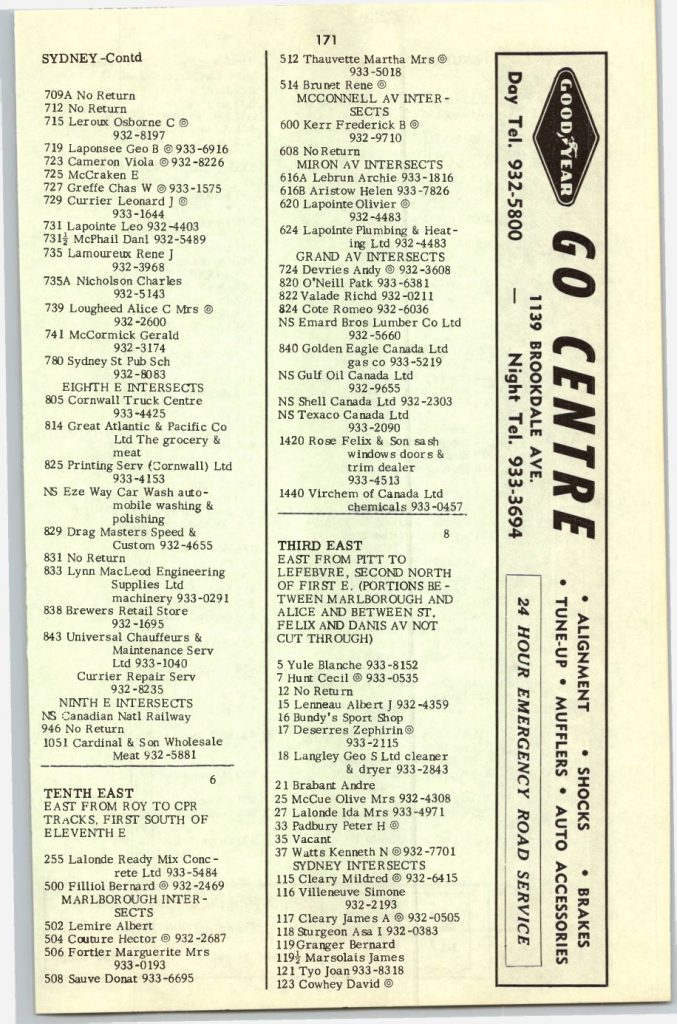 171
SYDNEY-Contd
709A No Return
712 No Return
715 Leroux Osborne C ⌾
932-8197
719 Laponsee Geo B ⌾ 933-6916
723 Cameron Viola ⌾ 932-8226
725 McCraken E
727 Greffe Chas W ⌾ 933-1575
729 Currier Leonard J ⌾
933-1644
731 Lapointe Leo 932-4403
731½ McPhail Danl 932-5489
735 Lamoureux Rene J
932-3968
735A Nicholson Charles
932-5143
739 Lougheed Alice C Mrs ⌾
932-2600
741 McCormick Gerald
932-3174
780 Sydney St Pub Sch
932-8083
EIGHTH E INTERSECTS
805 Cornwall Truck Centre
933-4425
814 Great Atlantic & Pacific Co
Ltd The grocery &
meat
825 Printing Serv (Cornwall) Ltd
933-4153
NS Eze Way Car Wash auto-
mobile washing &
polishing
829 Drag Masters Speed &
Custom 932-4655
831 No Return
833 Lynn MacLeod Engineering
Supplies Ltd
machinery 933-0291
838 Brewers Retail Store
932-1695
843 Universal Chauffeurs &
Maintenance Serv
Ltd 933-1040
Currier Repair Serv
932-8235
NINTH E INTERSECTS
NS Canadian Natl Railway
946 No Return
1051 Cardinal & Son Wholesale
Meat 932-5881
6
TENTH EAST
EAST FROM ROY TO CPR
TRACKS, FIRST SOUTH OF
ELEVENTH E
255 Lalonde Ready Mix Conc-
rete Ltd 933-5484
500 Filliol Bernard ⌾ 932-2469
MARLBOROUGH INTER-
SECTS
502 Lemire Albert
504 Couture Hector ⌾ 932-2687
506 Fortier Marguerite Mrs
933-0193
508 Sauve Donat 933-6695
512 Thauvette Martha Mrs ⌾
933-5018
514 Brunet Rene ⌾
MCCONNELL AV INTER-
SECTS
600 Kerr Frederick B ⌾
932-9710
608 No Return
MIRON AV INTERSECTS
616A Lebrun Archie 933-1816
616B Aristow Helen 933-7826
620 Lapointe Olivier ⌾
932-4483
624 Lapointe Plumbing & Heat-
ing Ltd 932-4483
GRAND AV INTERSECTS
724 Devries Andy ⌾ 932-3608
820 O'Neill Patk 933-6381
822 Valade Richd 932-0211
824 Cote Romeo 932-6036
NS Emard Bros Lumber Co Ltd
932-5660
840 Golden Eagle Canada Ltd
gas co 933-5219
NS Gulf Oil Canada Ltd
932-9655
NS Shell Canada Ltd 932-2303
NS Texaco Canada Ltd
933-2090
1420 Rose Felix & Son sash
windows doors &
trim dealer
933-4513
1440 Virchem of Canada Ltd
chemicals 933-0457
8
THIRD EAST
EAST FROM PITT TO
LEFEBVRE, SECOND NORTH
OF FIRST E. (PORTIONS BE-
TWEEN MARLBOROUGH AND
ALICE AND BETWEEN ST.
FELIX AND DANIS AV NOT
CUT THROUGH)
5 Yule Blanche 933-8152
7 Hunt Cecil ⌾ 933-0535
12 No Return
15 Lenneau Albert J 932-4359
16 Bundy's Sport Shop
17 Deserres Zephirin ⌾
933-2115
18 Langley Geo S Ltd cleaner
& dryer 933-2843
21 Brabant Andre
25 McCue Olive Mrs 932-4308
27 Lalonde Ida Mrs 933-4971
33 Padbury Peter H ⌾
35 Vacant
37 Watts Kenneth N ⌾ 932-7701
SYDNEY INTERSECTS
115 Cleary Mildred ⌾ 932-6415
116 Villeneuve Simone
932-2193
117 Cleary James A ⌾ 932-0505
118 Sturgeon Asa I 932-0383
119 Granger Bernard
119½ Marsolais James
121 Tyo Joan 933-8318
123 Cowhey David ⌾
GOODYEAR
GO CENTRE
1139 BROOKDALE AVE.
Day Tel. 932-5800 — Night Tel. 933-3694
• ALIGNMENT • SHOCKS • BRAKES
• TUNE-UP • MUFFLERS • AUTO ACCESSORIES
24 HOUR EMERGENCY ROAD SERVICE